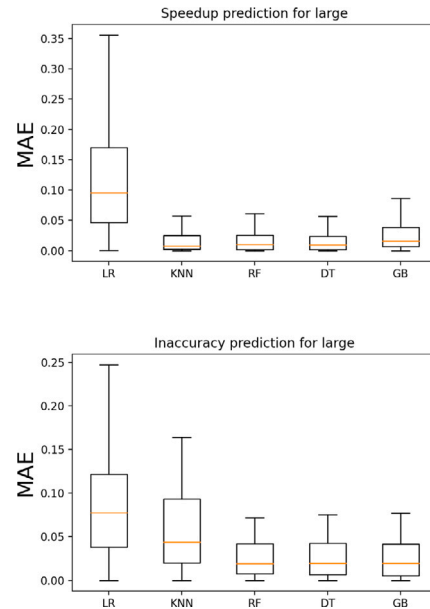 Speedup prediction for large
MAE
0.35
0.30
0.25
0.20
0.15
0.10
0.05
0.00
LR KNN RF DT GB
Inaccuracy prediction for large
MAE
0.25
0.20
0.15
0.10
0.05
0.00
LR KNN RF DT GB